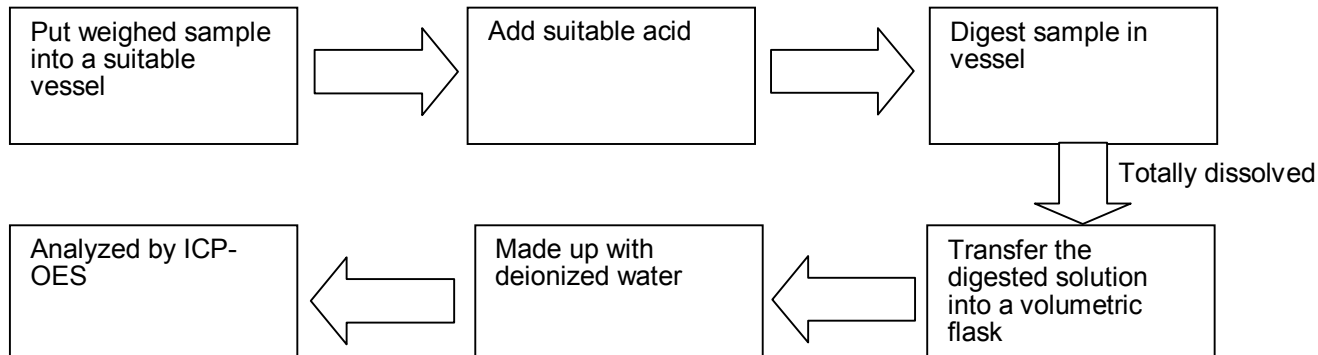 Put weighed sample
into a suitable
vessel
Add suitable acid
Digest sample in
vessel
Totally dissolved
Transfer the
digested solution
into a volumetric
flask
Made up with
deionized water
Analyzed by ICP-
OES